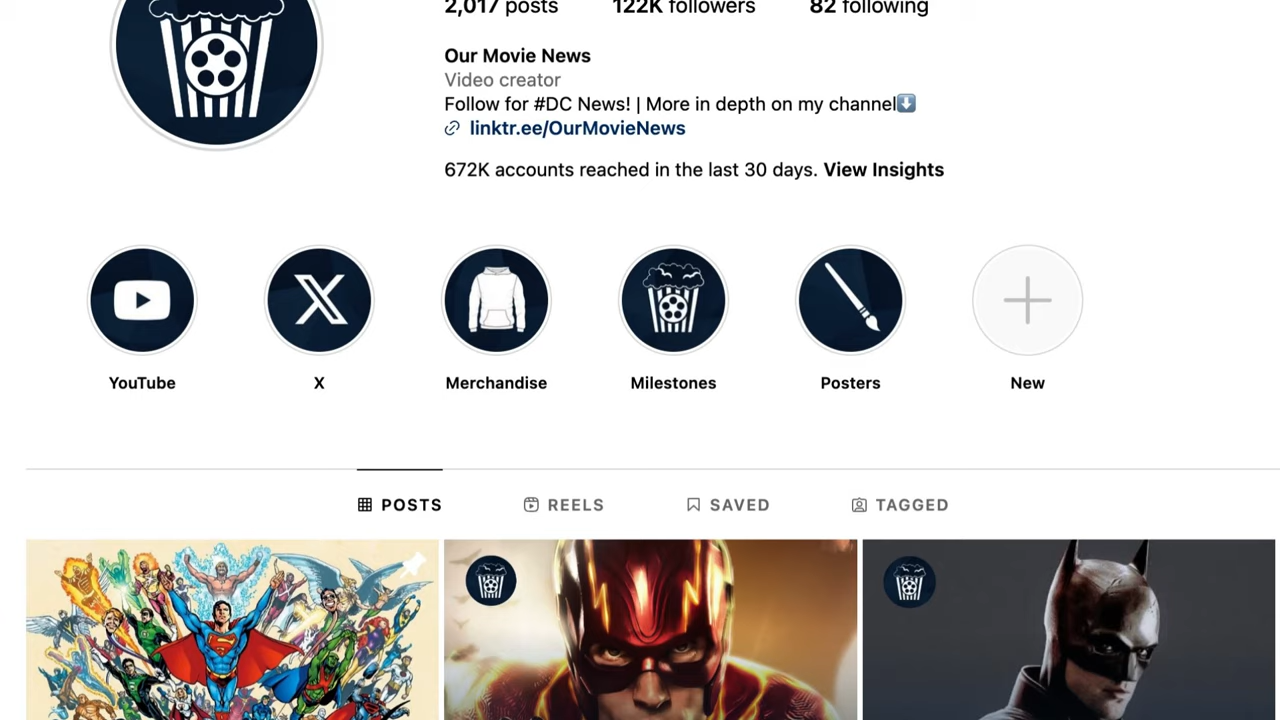 2,017 posts 122K followers 82 following
Our Movie News
Video creator
Follow for #DC News! | More in depth on my channel⬇️
linktr.ee/OurMovieNews
672K accounts reached in the last 30 days. View Insights
YouTube X Merchandise Milestones Posters New
POSTS REELS SAVED TAGGED